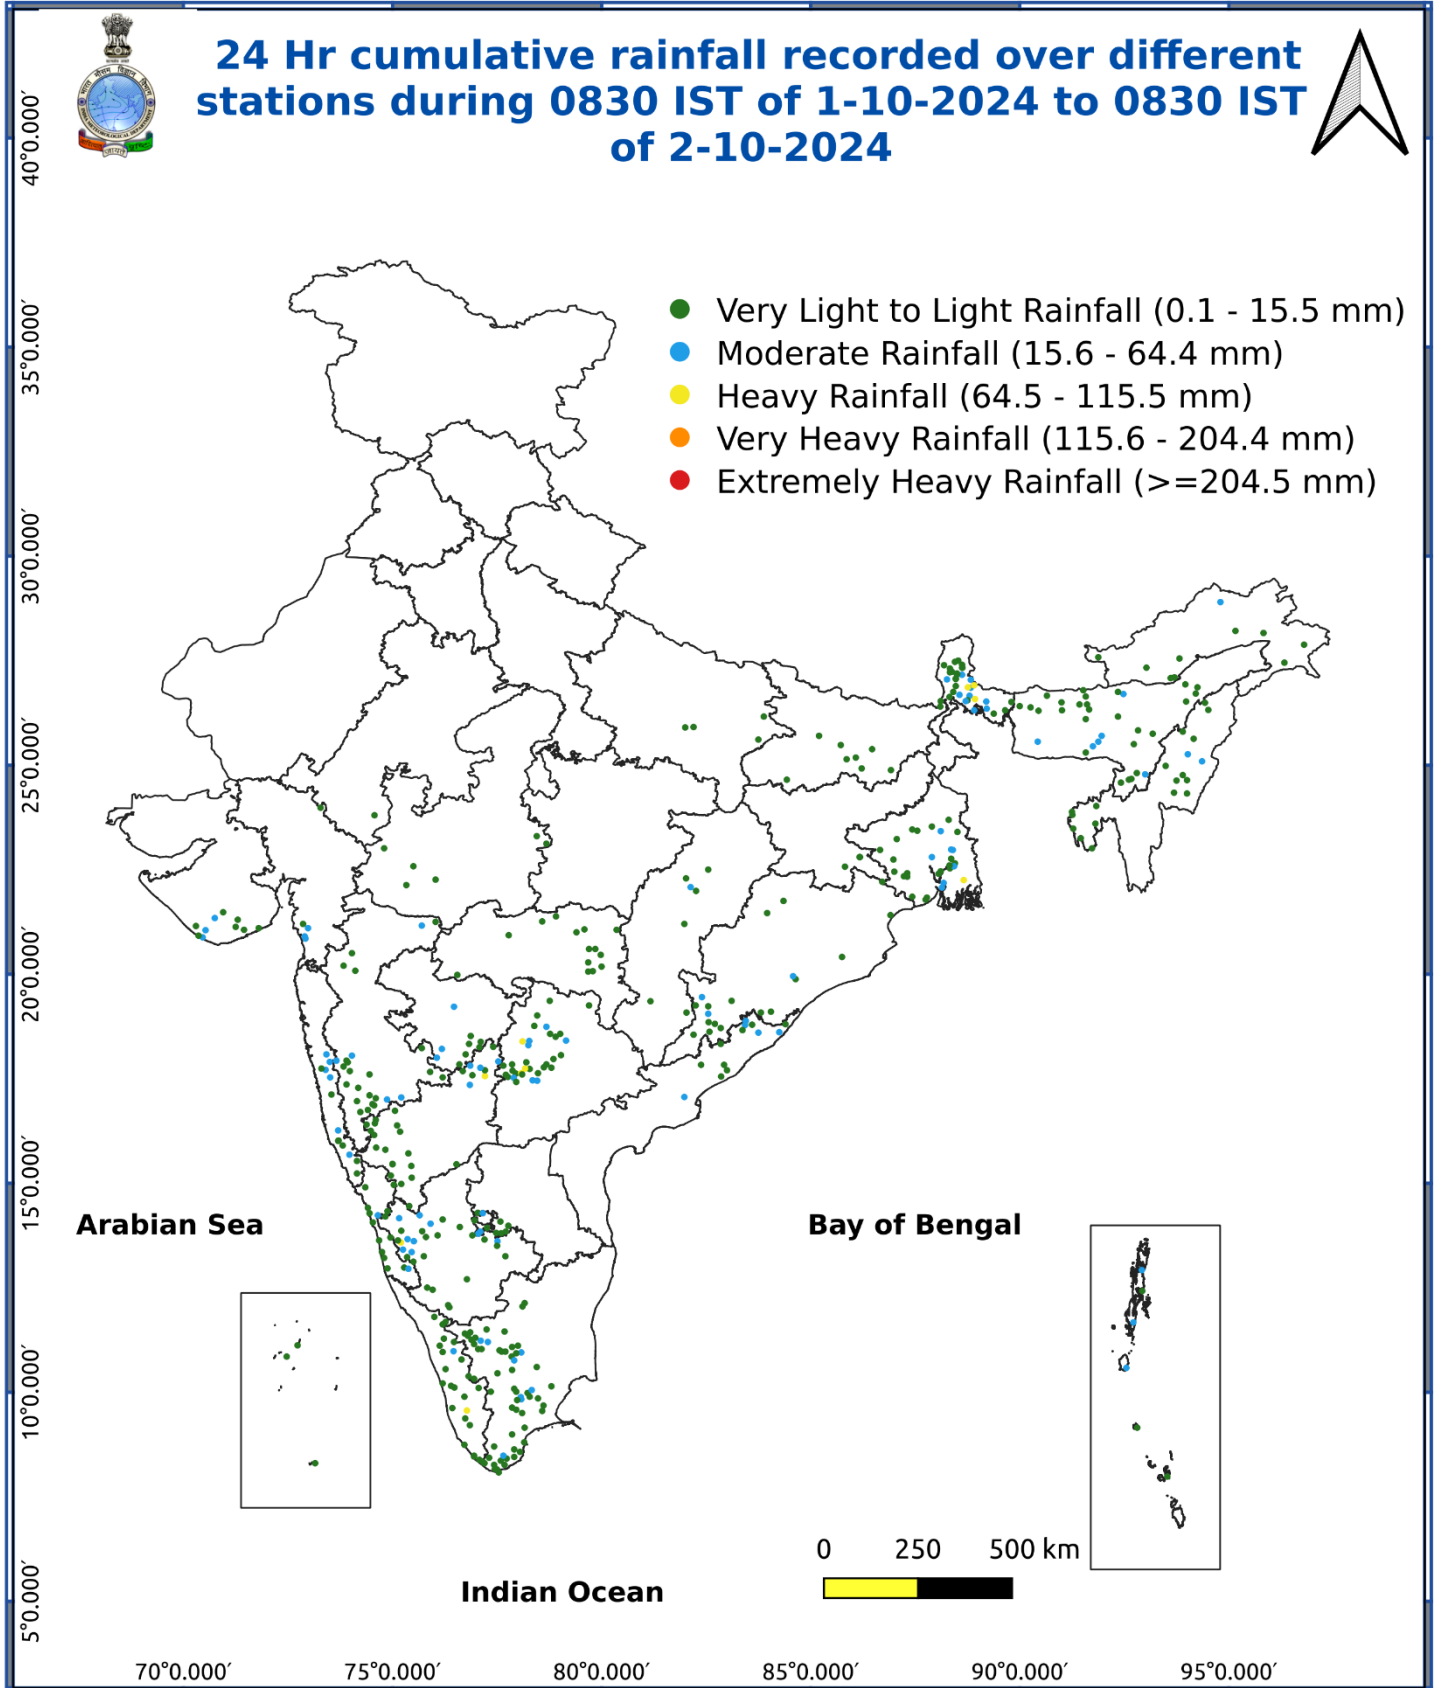 24 Hr cumulative rainfall recorded over different
stations during 0830 IST of 1-10-2024 to 0830 IST
of 2-10-2024
Very Light to Light Rainfall (0.1 - 15.5 mm)
Moderate Rainfall (15.6 - 64.4 mm)
Heavy Rainfall (64.5 - 115.5 mm)
Very Heavy Rainfall (115.6 - 204.4 mm)
Extremely Heavy Rainfall (>=204.5 mm)
40°0.000′
35°0.000′
30°0.000′
25°0.000′
20°0.000′
15°0.000′
10°0.000′
5°0.000′
Arabian Sea
Bay of Bengal
Indian Ocean
0 250 500 km
70°0.000′ 75°0.000′ 80°0.000′ 85°0.000′ 90°0.000′ 95°0.000′